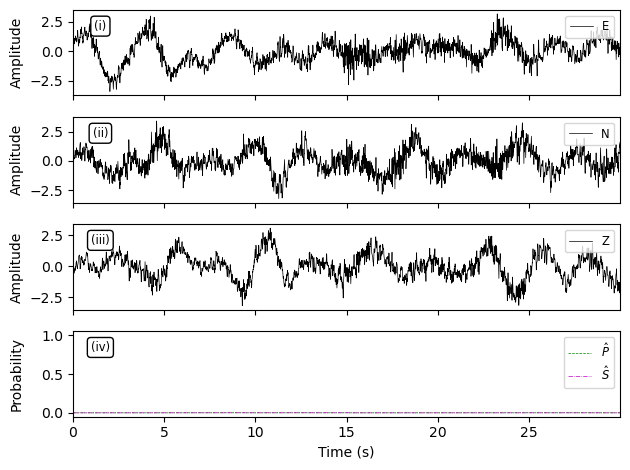 Amplitude
2.5
0.0
−2.5
(i)
E
Amplitude
2.5
0.0
−2.5
(ii)
N
Amplitude
2.5
0.0
−2.5
(iii)
Z
Probability
1.0
0.5
0.0
(iv)
P̂
Ŝ
0 5 10 15 20 25
Time (s)